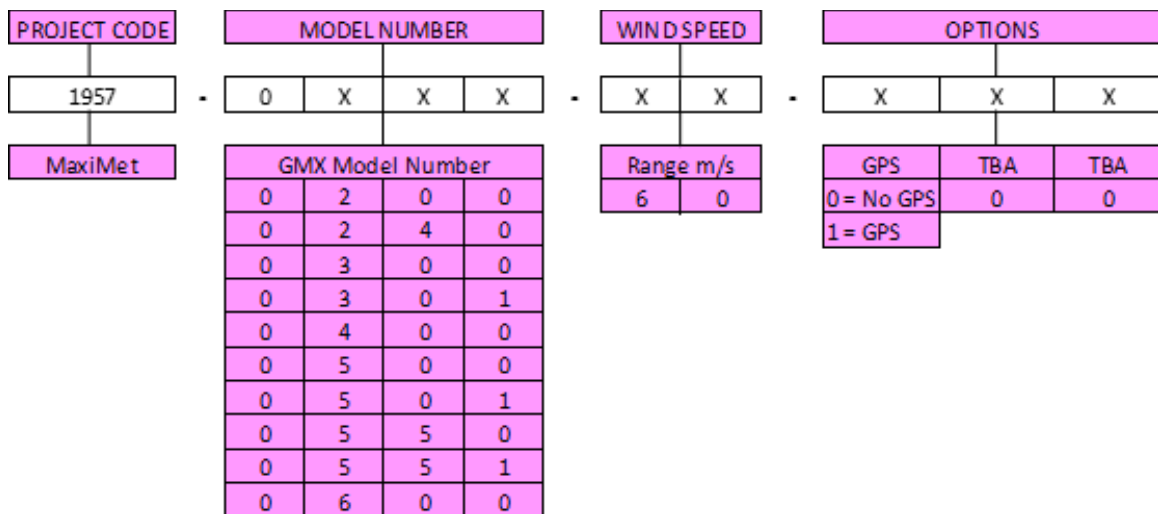 PROJECT CODE MODEL NUMBER WIND SPEED OPTIONS
1957 - 0 X X X - X X - X X X
MaxiMet GMX Model Number Range m/s GPS TBA TBA
0 2 0 0 6 0 0 = No GPS 0 0
0 2 4 0 1 = GPS
0 3 0 0
0 3 0 1
0 4 0 0
0 5 0 0
0 5 0 1
0 5 5 0
0 5 5 1
0 6 0 0